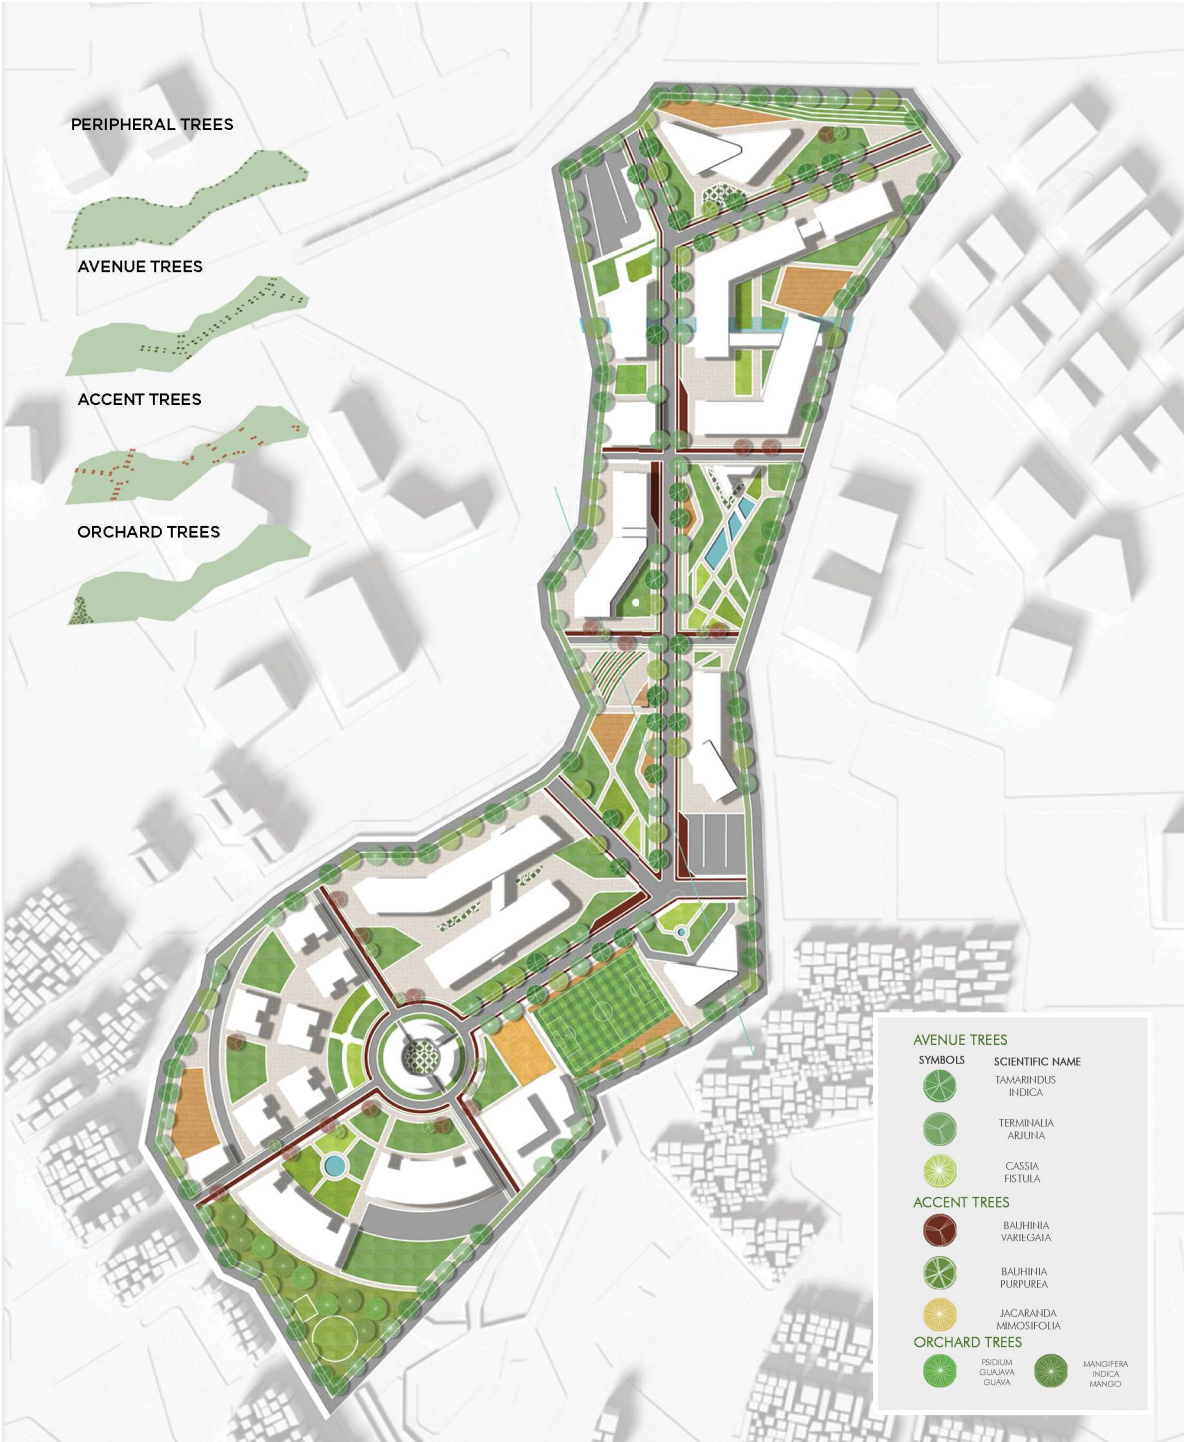 PERIPHERAL TREES
AVENUE TREES
ACCENT TREES
ORCHARD TREES
AVENUE TREES
SYMBOLS SCIENTIFIC NAME
TAMARINDUS
INDICA
TERMINALIA
ARJUNA
CASSIA
FISTULA
ACCENT TREES
BAUHINIA
VARIEGATA
BAUHINIA
PURPUREA
JACARANDA
MIMOSIFOLIA
ORCHARD TREES
PSIDIUM
GUAJAVA
GUAVA
MANGIFERA
INDICA
MANGO